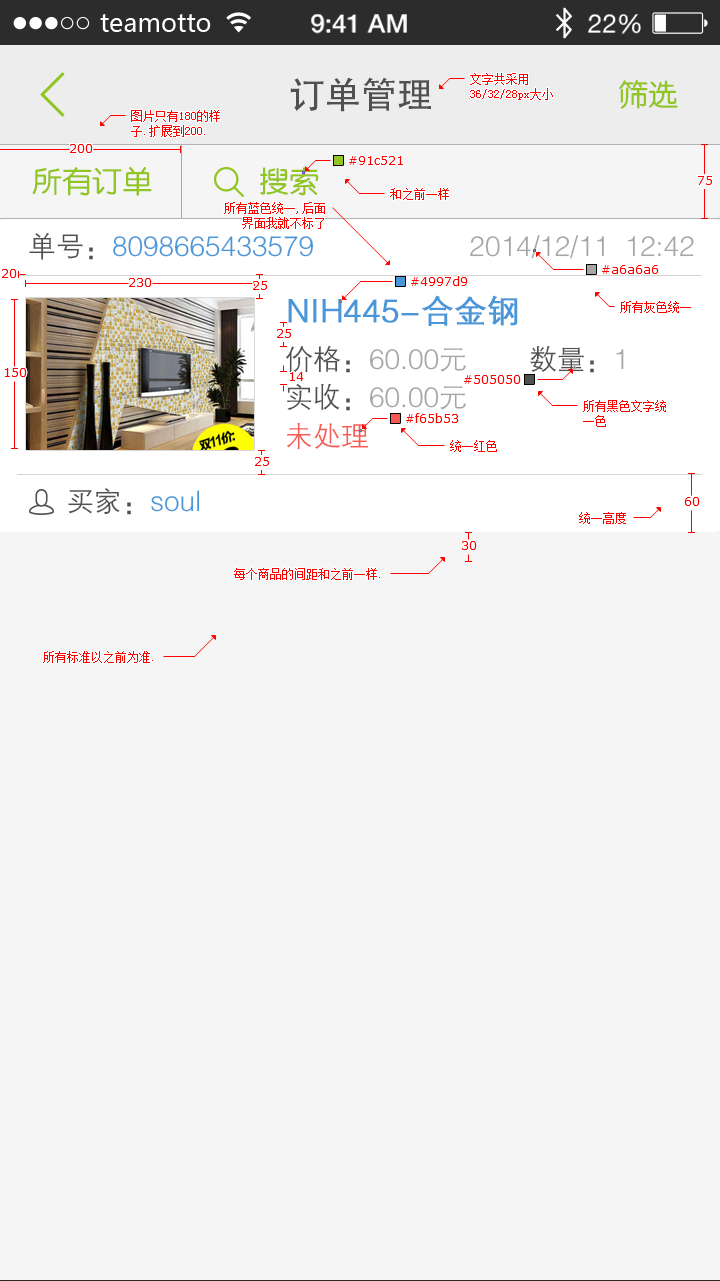 teamotto 9:41 AM 22%
订单管理
筛选
文字共采用
36/32/28px大小
图片只有180的样
子.扩展到200.
200
所有订单
搜索
#91c521
和之前一样
75
所有蓝色统一,后面
界面我就不标了
单号：8098665433579
2014/12/11 12:42
#a6a6a6
所有灰色统一
20
230
25
#4997d9
NIH445-合金钢
25
150
价格：60.00元
数量：1
14
#505050
实收：60.00元
所有黑色文字统
一色
#f65b53
未处理
统一红色
双11价:
25
买家：soul
60
统一高度
30
每个商品的间距和之前一样.
所有标准以之前为准.